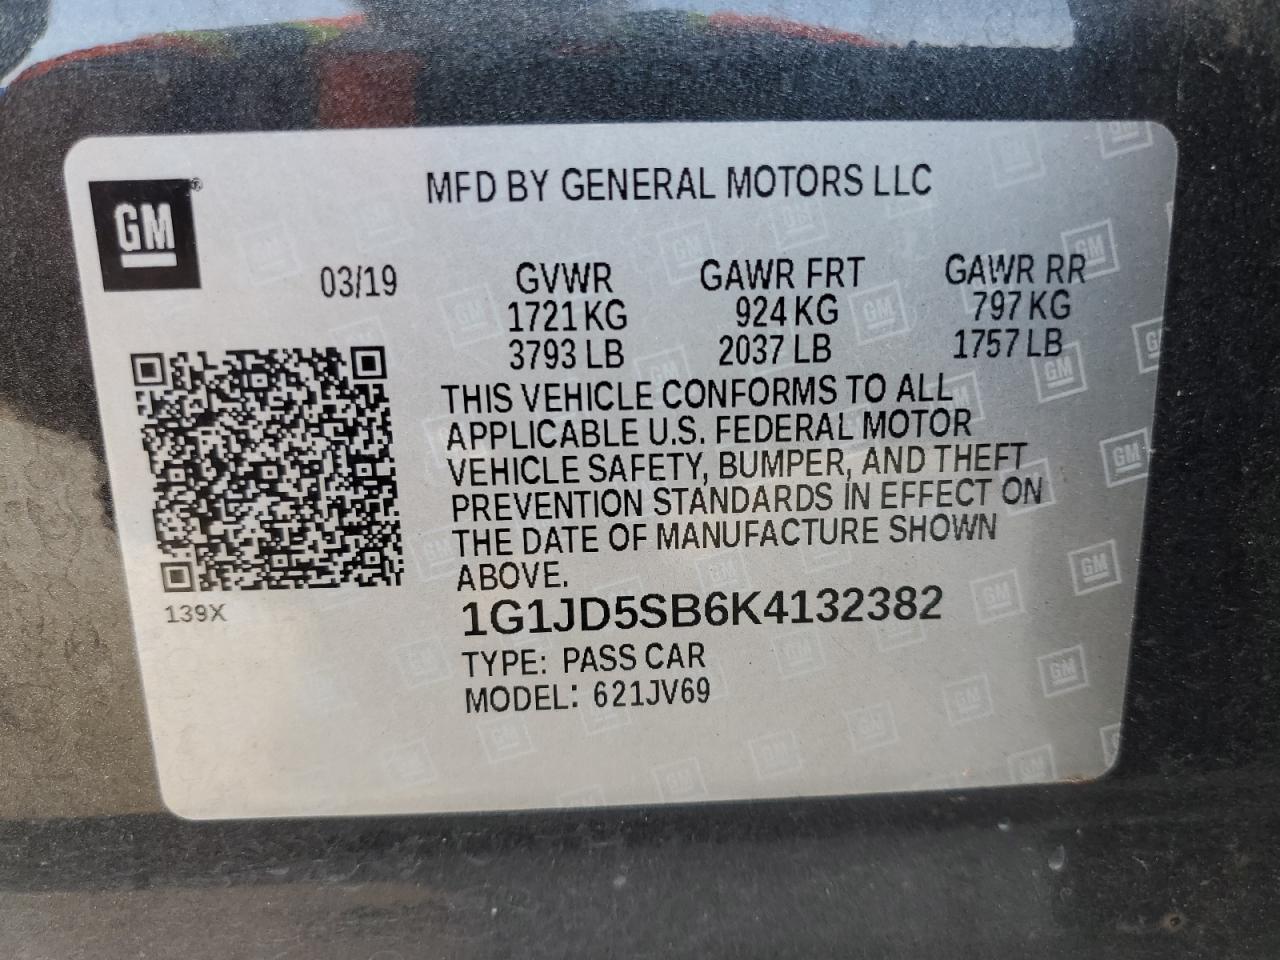 MFD BY GENERAL MOTORS LLC
GM®
03/19
GVWR GAWR FRT GAWR RR
1721 KG 924 KG 797 KG
3793 LB 2037 LB 1757 LB
THIS VEHICLE CONFORMS TO ALL
APPLICABLE U.S. FEDERAL MOTOR
VEHICLE SAFETY, BUMPER, AND THEFT
PREVENTION STANDARDS IN EFFECT ON
THE DATE OF MANUFACTURE SHOWN
ABOVE.
139X
1G1JD5SB6K4132382
TYPE: PASS CAR
MODEL: 621JV69